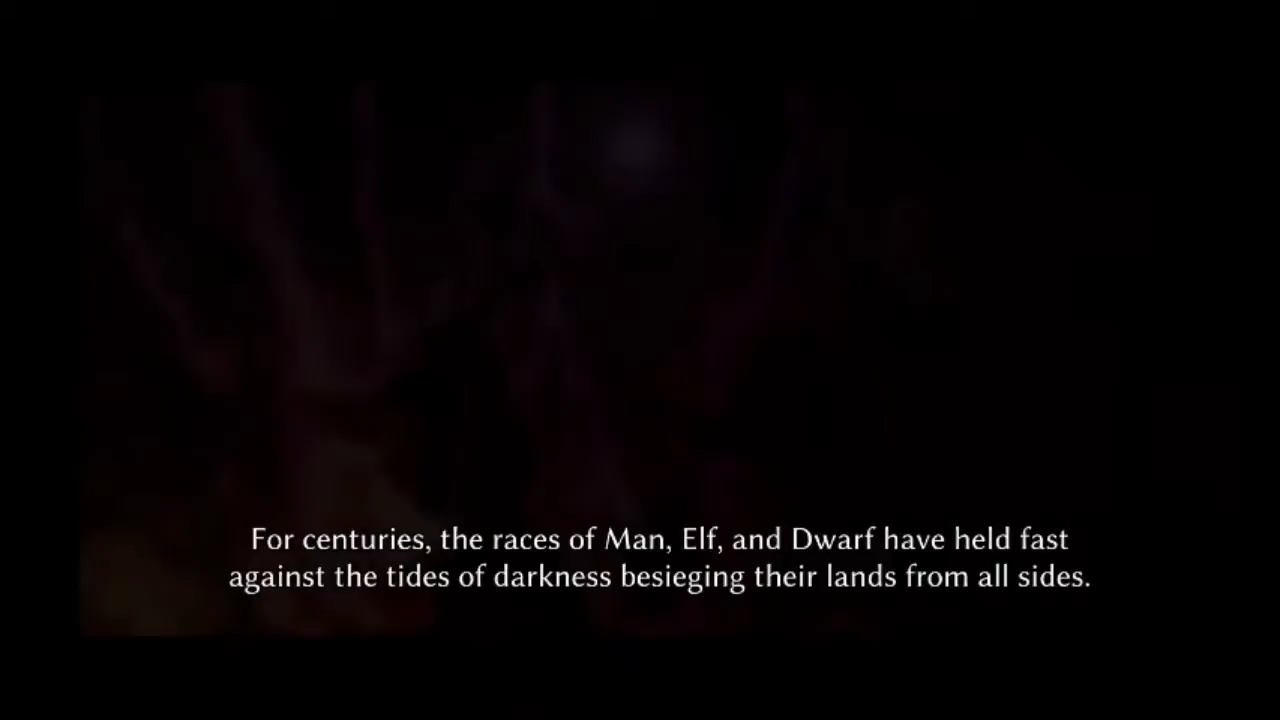 For centuries, the races of Man, Elf, and Dwarf have held fast
against the tides of darkness besieging their lands from all sides.